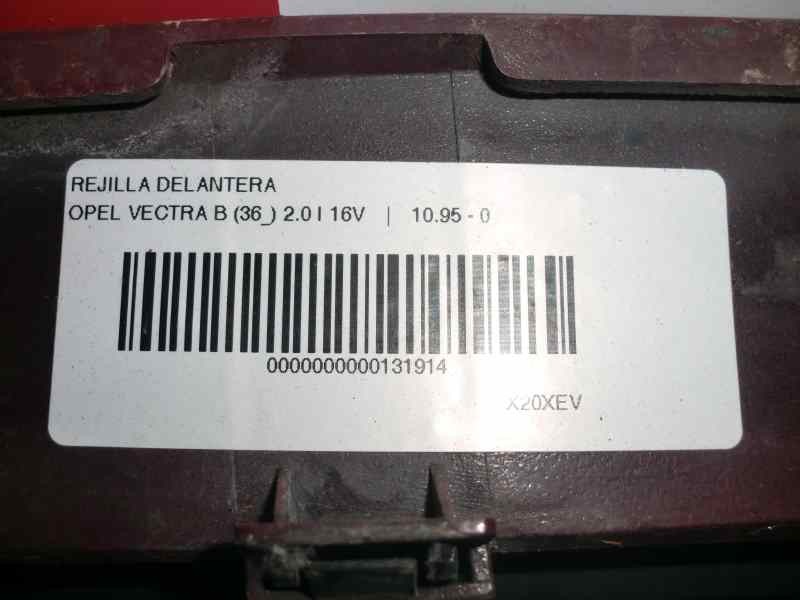 REJILLA DELANTERA
OPEL VECTRA B (36_) 2.0 I 16V | 10.95 - 0
0000000000131914
X20XEV